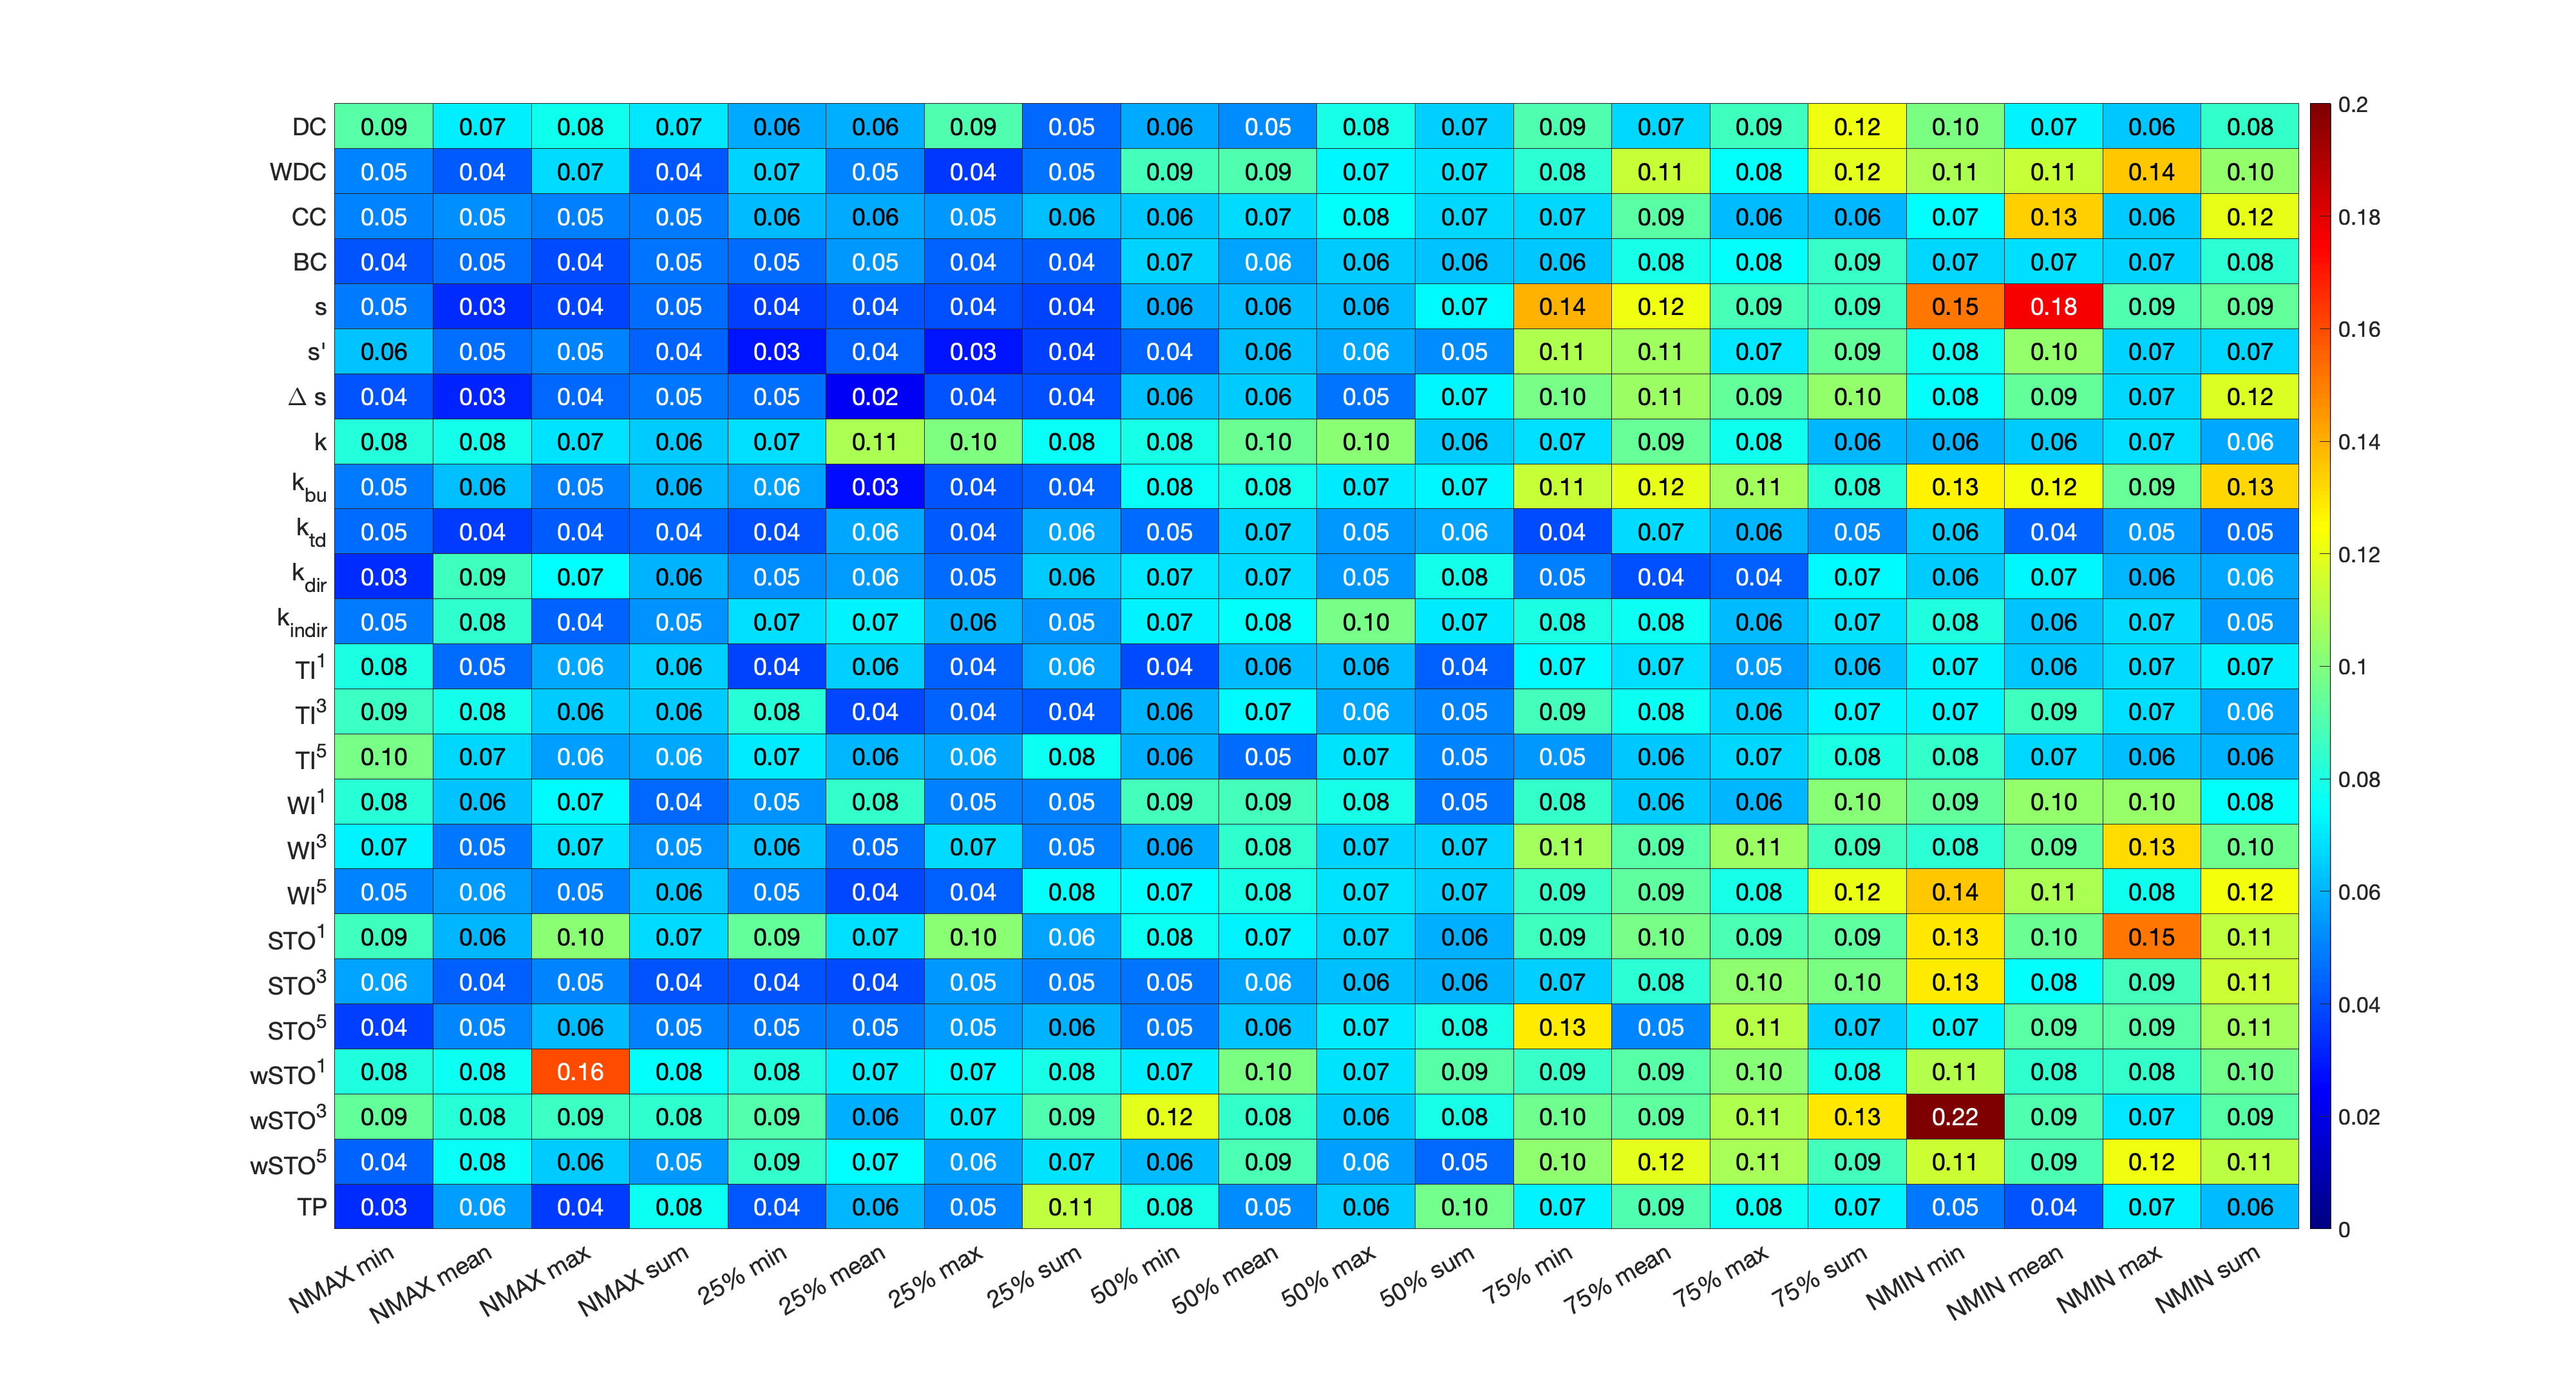 DC 0.09 0.07 0.08 0.07 0.06 0.06 0.09 0.05 0.06 0.05 0.08 0.07 0.09 0.07 0.09 0.12 0.10 0.07 0.06 0.08 0.2
WDC 0.05 0.04 0.07 0.04 0.07 0.05 0.04 0.05 0.09 0.09 0.07 0.07 0.08 0.11 0.08 0.12 0.11 0.11 0.14 0.10
CC 0.05 0.05 0.05 0.05 0.06 0.06 0.05 0.06 0.06 0.07 0.08 0.07 0.07 0.09 0.06 0.06 0.07 0.13 0.06 0.12 0.18
BC 0.04 0.05 0.04 0.05 0.05 0.05 0.04 0.04 0.07 0.06 0.06 0.06 0.06 0.08 0.08 0.09 0.07 0.07 0.07 0.08
s 0.05 0.03 0.04 0.05 0.04 0.04 0.04 0.04 0.06 0.06 0.06 0.07 0.14 0.12 0.09 0.09 0.15 0.18 0.09 0.09 0.16
s' 0.06 0.05 0.05 0.04 0.03 0.04 0.03 0.04 0.04 0.06 0.06 0.05 0.11 0.11 0.07 0.09 0.08 0.10 0.07 0.07
Δ s 0.04 0.03 0.04 0.05 0.05 0.02 0.04 0.04 0.06 0.06 0.05 0.07 0.10 0.11 0.09 0.10 0.08 0.09 0.07 0.12
k 0.08 0.08 0.07 0.06 0.07 0.11 0.10 0.08 0.08 0.10 0.10 0.06 0.07 0.09 0.08 0.06 0.06 0.06 0.07 0.06 0.14
k_bu 0.05 0.06 0.05 0.06 0.06 0.03 0.04 0.04 0.08 0.08 0.07 0.07 0.11 0.12 0.11 0.08 0.13 0.12 0.09 0.13
k_td 0.05 0.04 0.04 0.04 0.04 0.06 0.04 0.06 0.05 0.07 0.05 0.06 0.04 0.07 0.06 0.05 0.06 0.04 0.05 0.05 0.12
k_dir 0.03 0.09 0.07 0.06 0.05 0.06 0.05 0.06 0.07 0.07 0.05 0.08 0.05 0.04 0.04 0.07 0.06 0.07 0.06 0.06
k_indir 0.05 0.08 0.04 0.05 0.07 0.07 0.06 0.05 0.07 0.08 0.10 0.07 0.08 0.08 0.06 0.07 0.08 0.06 0.07 0.05
TI^1 0.08 0.05 0.06 0.06 0.04 0.06 0.04 0.06 0.04 0.06 0.06 0.04 0.07 0.07 0.05 0.06 0.07 0.06 0.07 0.07 0.1
TI^3 0.09 0.08 0.06 0.06 0.08 0.04 0.04 0.04 0.06 0.07 0.06 0.05 0.09 0.08 0.06 0.07 0.07 0.09 0.07 0.06
TI^5 0.10 0.07 0.06 0.06 0.07 0.06 0.06 0.08 0.06 0.05 0.07 0.05 0.05 0.06 0.07 0.08 0.08 0.07 0.06 0.06 0.08
WI^1 0.08 0.06 0.07 0.04 0.05 0.08 0.05 0.05 0.09 0.09 0.08 0.05 0.08 0.06 0.06 0.10 0.09 0.10 0.10 0.08
WI^3 0.07 0.05 0.07 0.05 0.06 0.05 0.07 0.05 0.06 0.08 0.07 0.07 0.11 0.09 0.11 0.09 0.08 0.09 0.13 0.10
WI^5 0.05 0.06 0.05 0.06 0.05 0.04 0.04 0.08 0.07 0.08 0.07 0.07 0.09 0.09 0.08 0.12 0.14 0.11 0.08 0.12 0.06
STO^1 0.09 0.06 0.10 0.07 0.09 0.07 0.10 0.06 0.08 0.07 0.07 0.06 0.09 0.10 0.09 0.09 0.13 0.10 0.15 0.11
STO^3 0.06 0.04 0.05 0.04 0.04 0.04 0.05 0.05 0.05 0.06 0.06 0.06 0.07 0.08 0.10 0.10 0.13 0.08 0.09 0.11 0.04
STO^5 0.04 0.05 0.06 0.05 0.05 0.05 0.05 0.06 0.05 0.06 0.07 0.08 0.13 0.05 0.11 0.07 0.07 0.09 0.09 0.11
wSTO^1 0.08 0.08 0.16 0.08 0.08 0.07 0.07 0.08 0.07 0.10 0.07 0.09 0.09 0.09 0.10 0.08 0.11 0.08 0.08 0.10
wSTO^3 0.09 0.08 0.09 0.08 0.09 0.06 0.07 0.09 0.12 0.08 0.06 0.08 0.10 0.09 0.11 0.13 0.22 0.09 0.07 0.09 0.02
wSTO^5 0.04 0.08 0.06 0.05 0.09 0.07 0.06 0.07 0.06 0.09 0.06 0.05 0.10 0.12 0.11 0.09 0.11 0.09 0.12 0.11
TP 0.03 0.06 0.04 0.08 0.04 0.06 0.05 0.11 0.08 0.05 0.06 0.10 0.07 0.09 0.08 0.07 0.05 0.04 0.07 0.06 0
NMAX min NMAX mean NMAX max NMAX sum 25% min 25% mean 25% max 25% sum 50% min 50% mean 50% max 50% sum 75% min 75% mean 75% max 75% sum NMIN min NMIN mean NMIN max NMIN sum